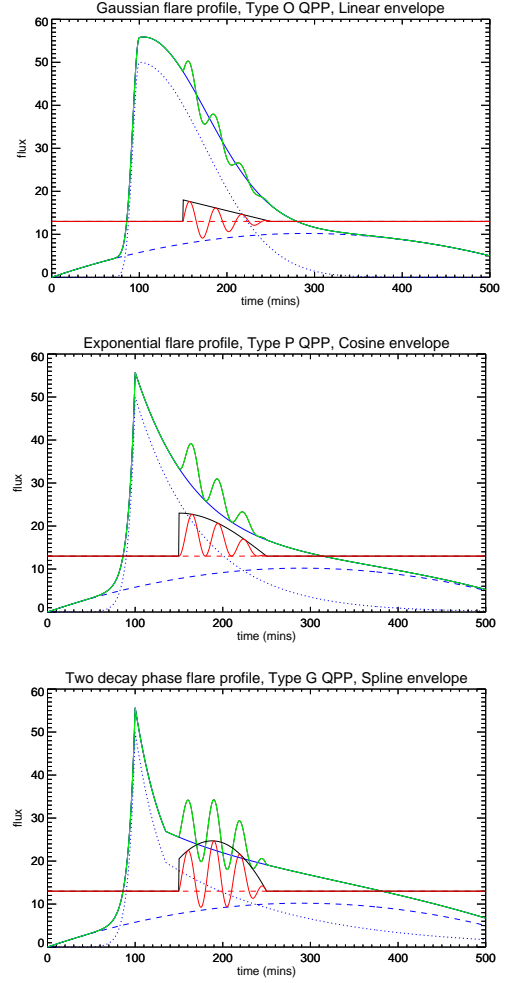 Gaussian flare profile, Type O QPP, Linear envelope
60
50
40
30
20
10
0
flux
0 100 200 300 400 500
time (mins)
Exponential flare profile, Type P QPP, Cosine envelope
60
50
40
30
20
10
0
flux
0 100 200 300 400 500
time (mins)
Two decay phase flare profile, Type G QPP, Spline envelope
60
50
40
30
20
10
0
flux
0 100 200 300 400 500
time (mins)